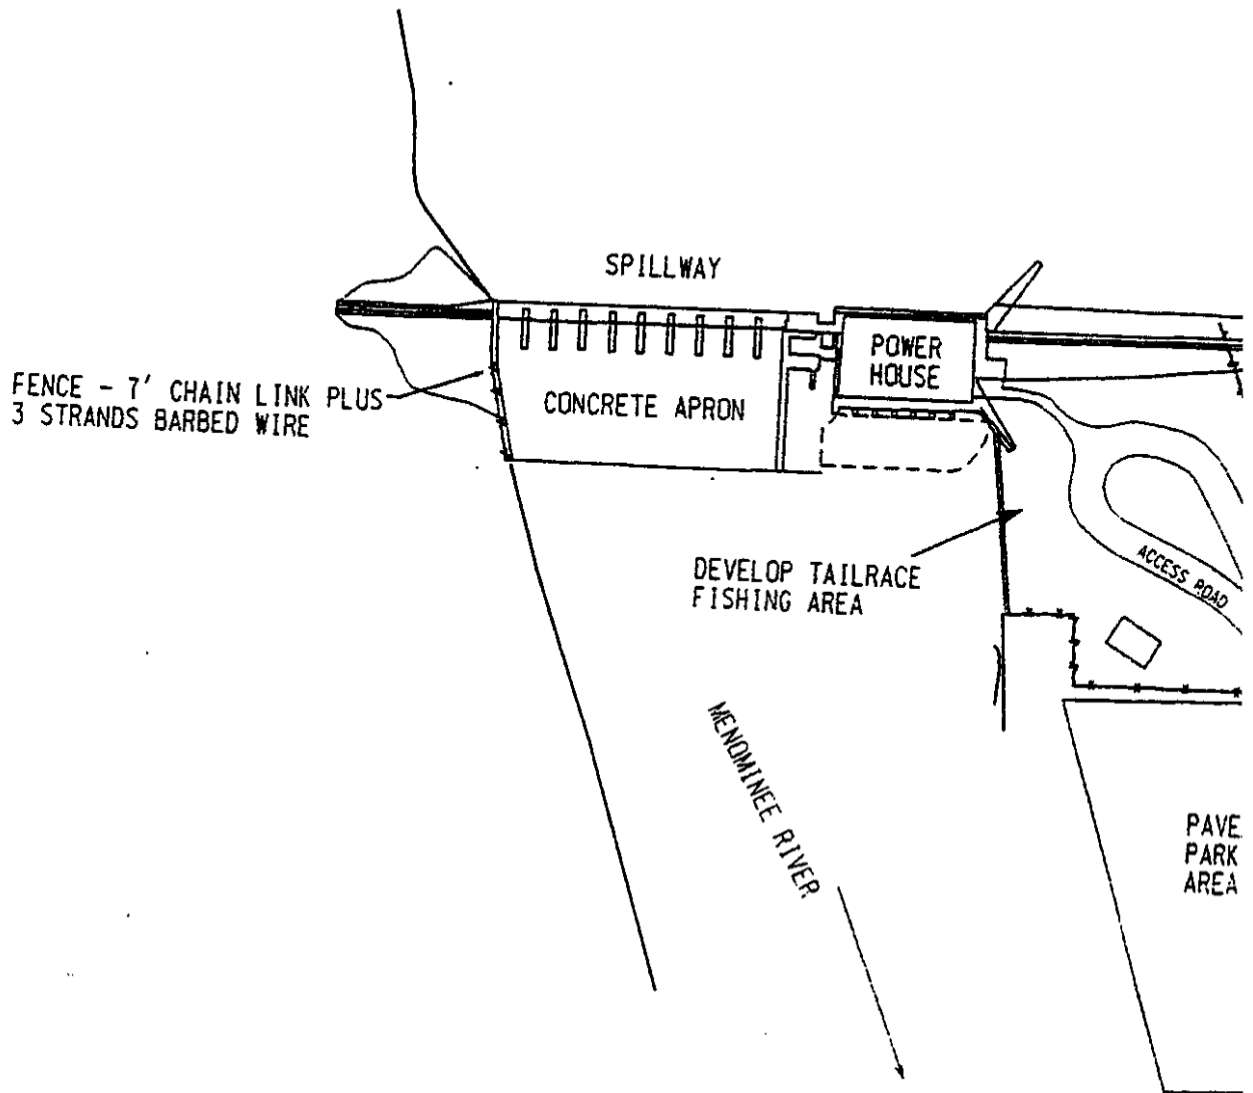 SPILLWAY
POWER
HOUSE
FENCE - 7' CHAIN LINK PLUS
3 STRANDS BARBED WIRE
CONCRETE APRON
DEVELOP TAILRACE
FISHING AREA
ACCESS ROAD
MENOMINEE RIVER
PAVE
PARK
AREA